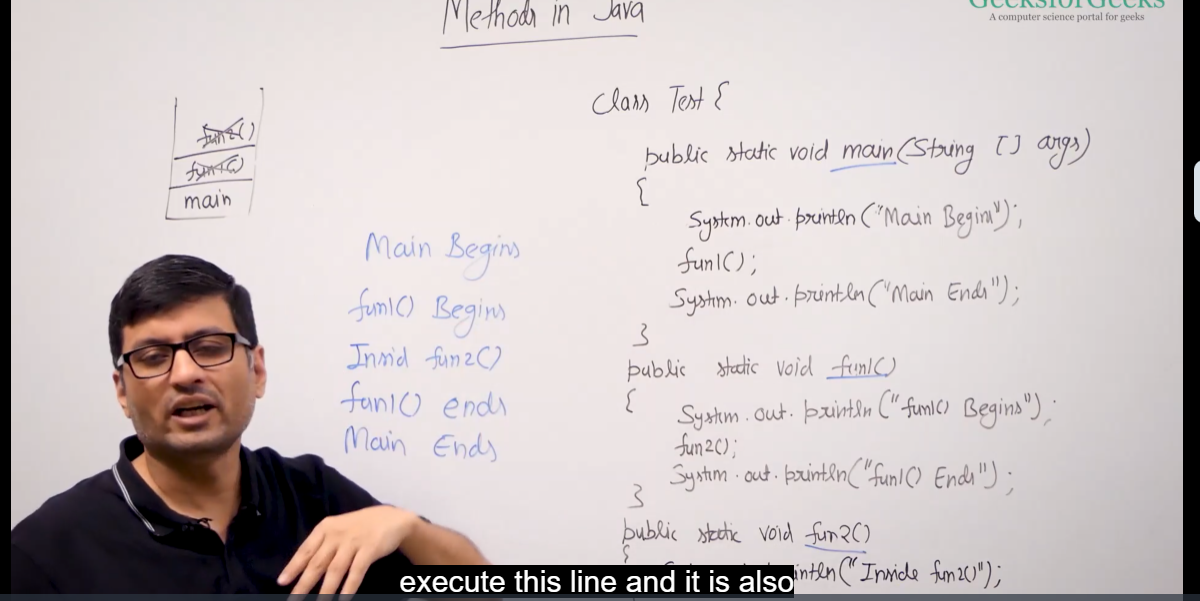 Methods in Java
GeeksforGeeks
A computer science portal for geeks
fun2()
fun1()
main
Main Begins
fun1() Begins
Insid fun2()
fun1() ends
Main Ends
Class Test {
public static void main(String [] args)
{
System.out.println("Main Begins");
fun1();
System.out.println("Main Ends");
}
public static void fun1()
{
System.out.println("fun1() Begins");
fun2();
System.out.println("fun1() Ends");
}
public static void fun2()
{
intln("Inside fun2()");
execute this line and it is also